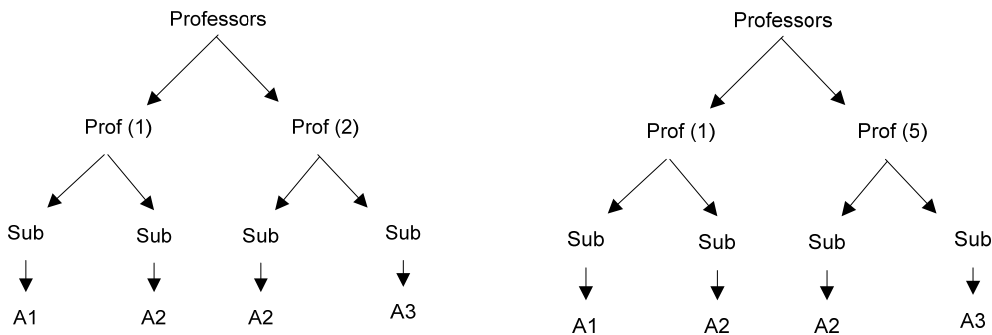 Professors
Prof (1) Prof (2)
Sub Sub Sub Sub
A1 A2 A2 A3
Professors
Prof (1) Prof (5)
Sub Sub Sub Sub
A1 A2 A2 A3